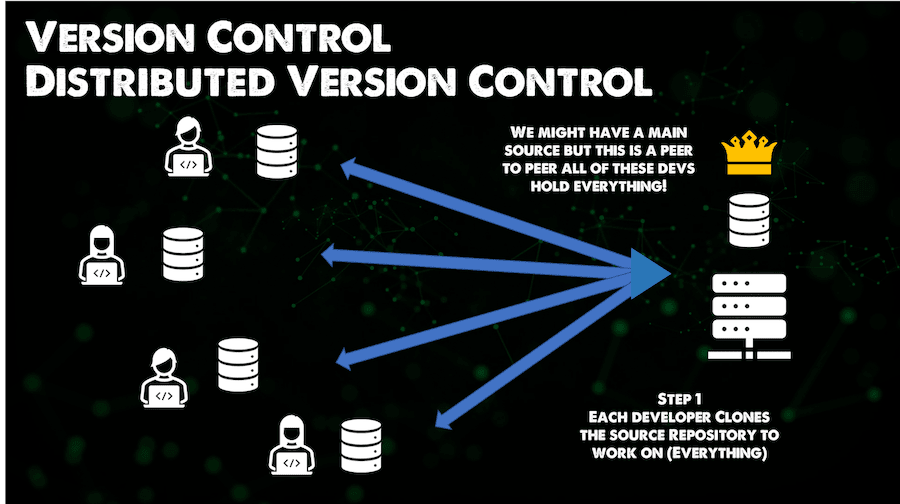 Version Control
Distributed Version Control
We might have a main
source but this is a peer
to peer all of these devs
hold everything!
</>
</>
</>
</>
Step 1
Each developer Clones
the source Repository to
work on (Everything)